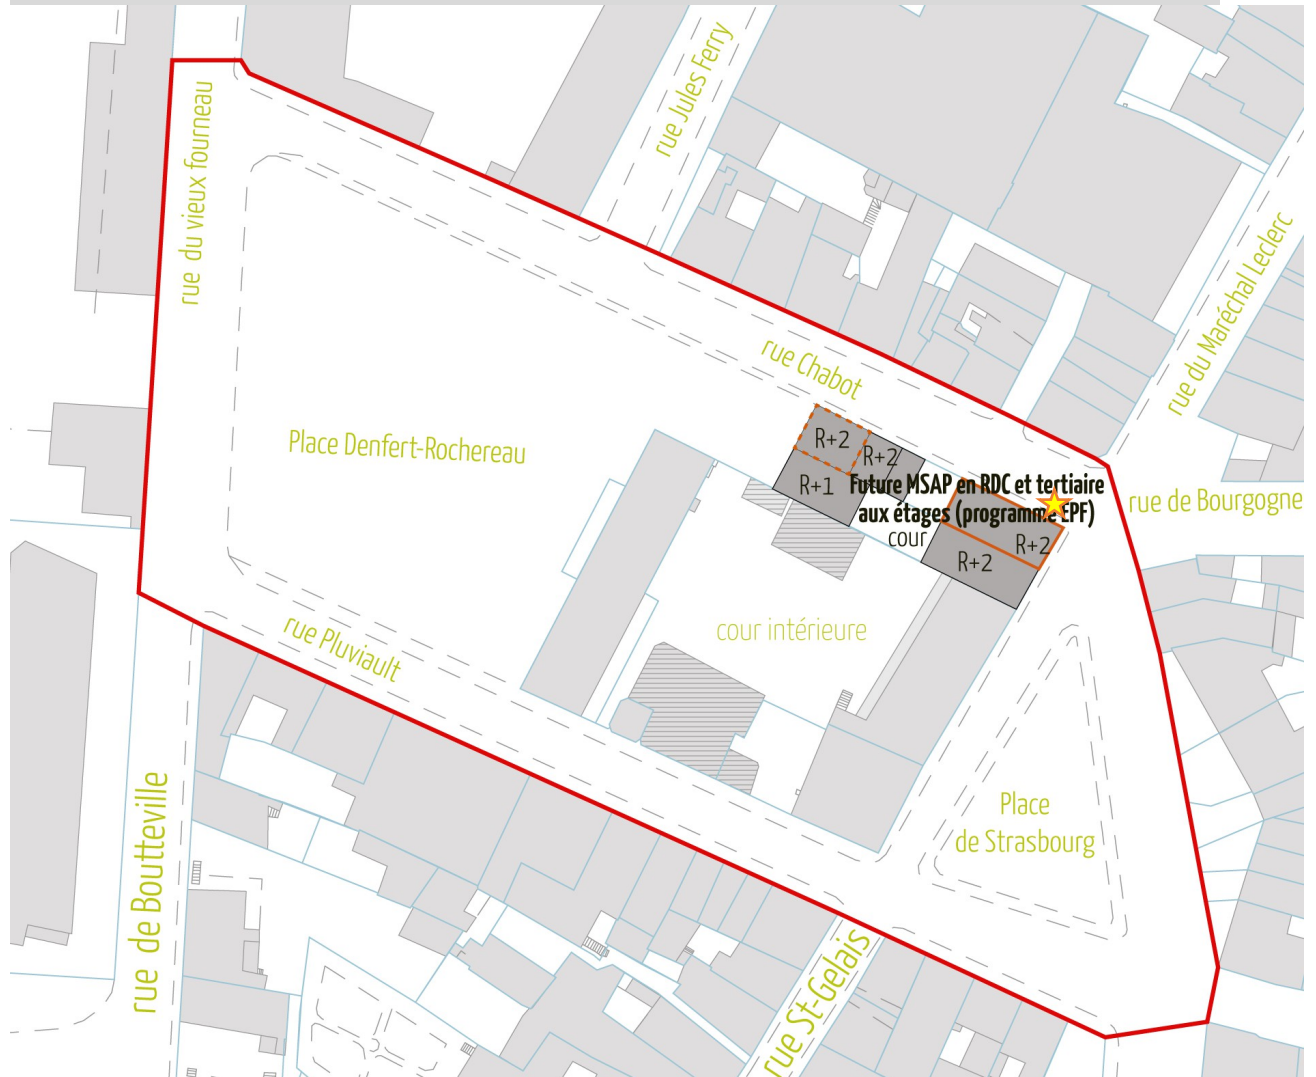 rue Jules Ferry
rue du vieux fourneau
rue du Maréchal Leclerc
rue Chabot
Place Denfert-Rochereau
R+2
R+2
R+1
Future MSAP en RDC et tertiaire
aux étages (programme EPF)
rue de Bourgogne
cour
R+2
R+2
cour intérieure
rue Pluviault
Place
de Strasbourg
rue de Boutteville
rue St-Gelais